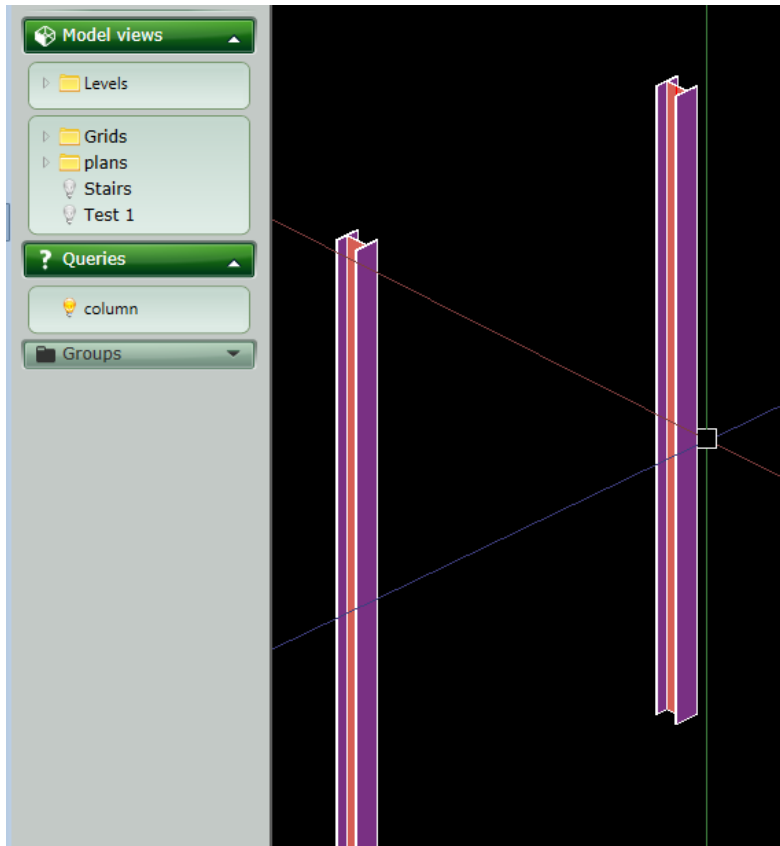 Model views
Levels
Grids
plans
Stairs
Test 1
? Queries
column
Groups